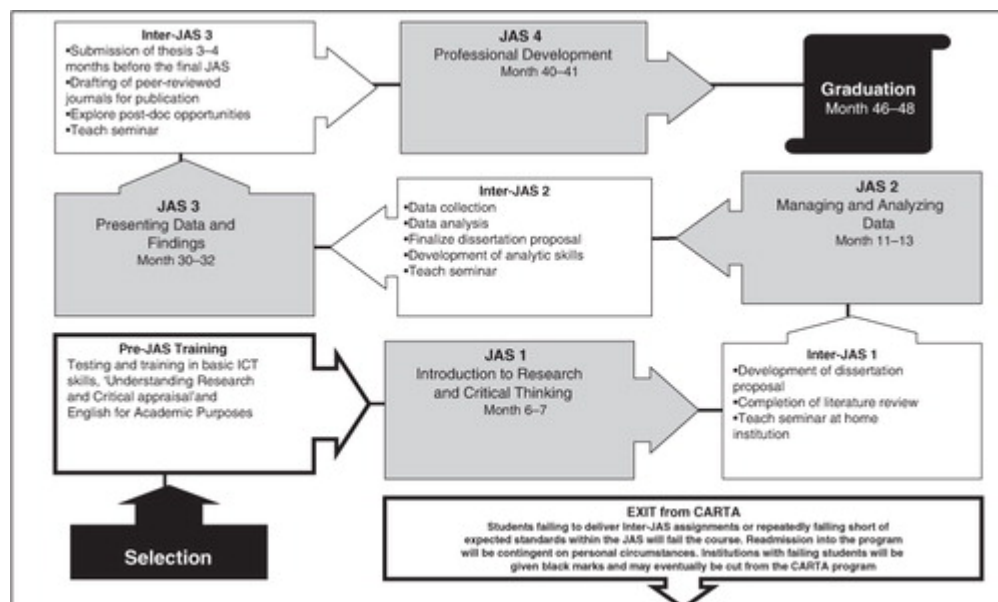 Inter-JAS 3
•Submission of thesis 3–4
months before the final JAS
•Drafting of peer-reviewed
journals for publication
•Explore post-doc opportunities
•Teach seminar
JAS 4
Professional Development
Month 40–41
Graduation
Month 46–48
JAS 3
Presenting Data and
Findings
Month 30–32
Inter-JAS 2
•Data collection
•Data analysis
•Finalize dissertation proposal
•Development of analytic skills
•Teach seminar
JAS 2
Managing and Analyzing
Data
Month 11–13
Pre-JAS Training
Testing and training in basic ICT
skills, 'Understanding Research
and Critical appraisal'and
English for Academic Purposes
JAS 1
Introduction to Research
and Critical Thinking
Month 6–7
Inter-JAS 1
•Development of dissertation
proposal
•Completion of literature review
•Teach seminar at home
institution
Selection
EXIT from CARTA
Students failing to deliver Inter-JAS assignments or repeatedly falling short of
expected standards within the JAS will fail the course. Readmission into the program
will be contingent on personal circumstances. Institutions with failing students will be
given black marks and may eventually be cut from the CARTA program